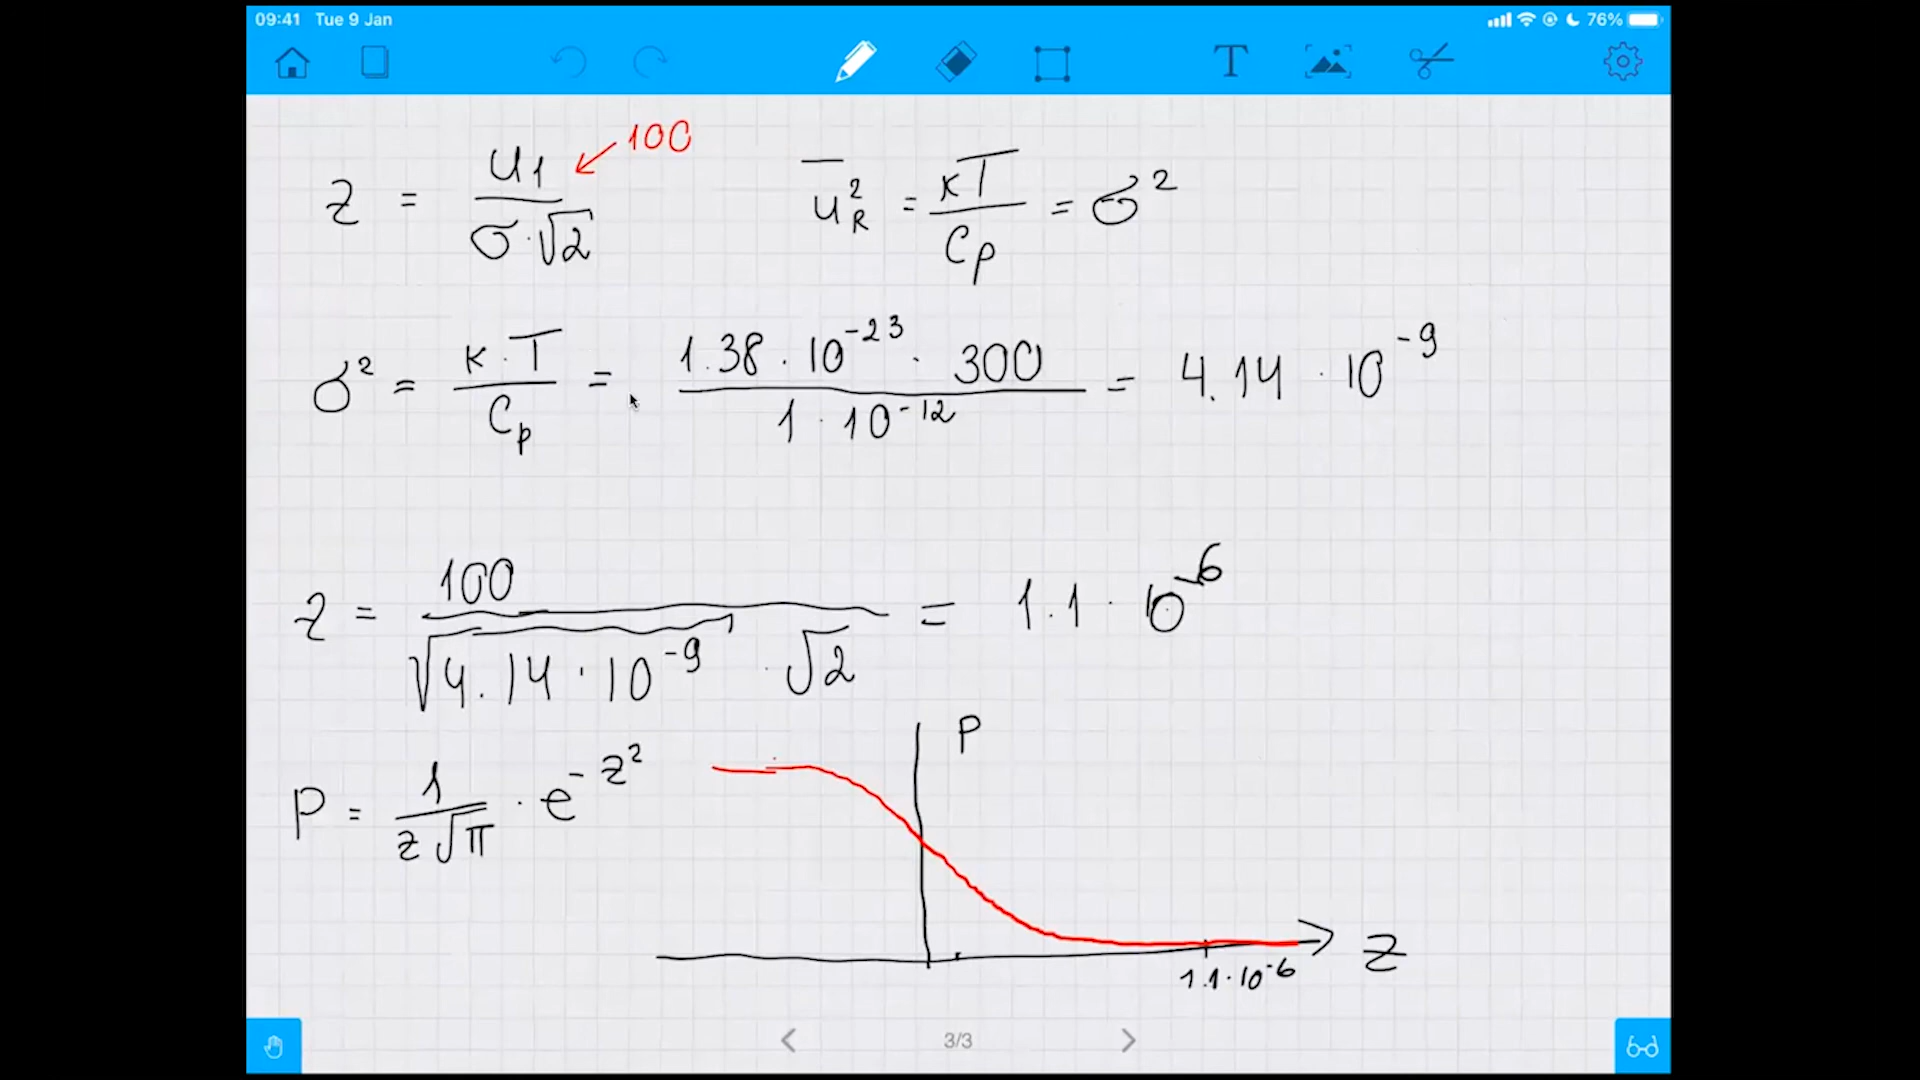 09:41 Tue 9 Jan 76%
T
z = u1 / (σ·√2) ← 100
u̅_R² = кT / Cp = σ²
σ² = к·T / Cp = 1.38·10⁻²³ · 300 / 1·10⁻¹² = 4.14·10⁻⁹
z = 100 / (√(4.14·10⁻⁹) · √2) = 1.1·10⁻⁶
P = 1 / (z√π) · e^(-z²)
P
1.1·10⁻⁶
z
3/3